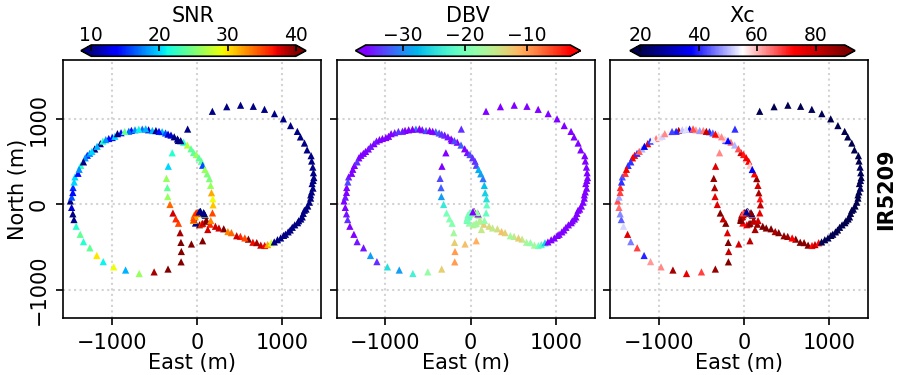 SNR DBV Xc
10 20 30 40 −30 −20 −10 20 40 60 80
1000
0
−1000
North (m)
IR5209
−1000 0 1000 −1000 0 1000 −1000 0 1000
East (m) East (m) East (m)